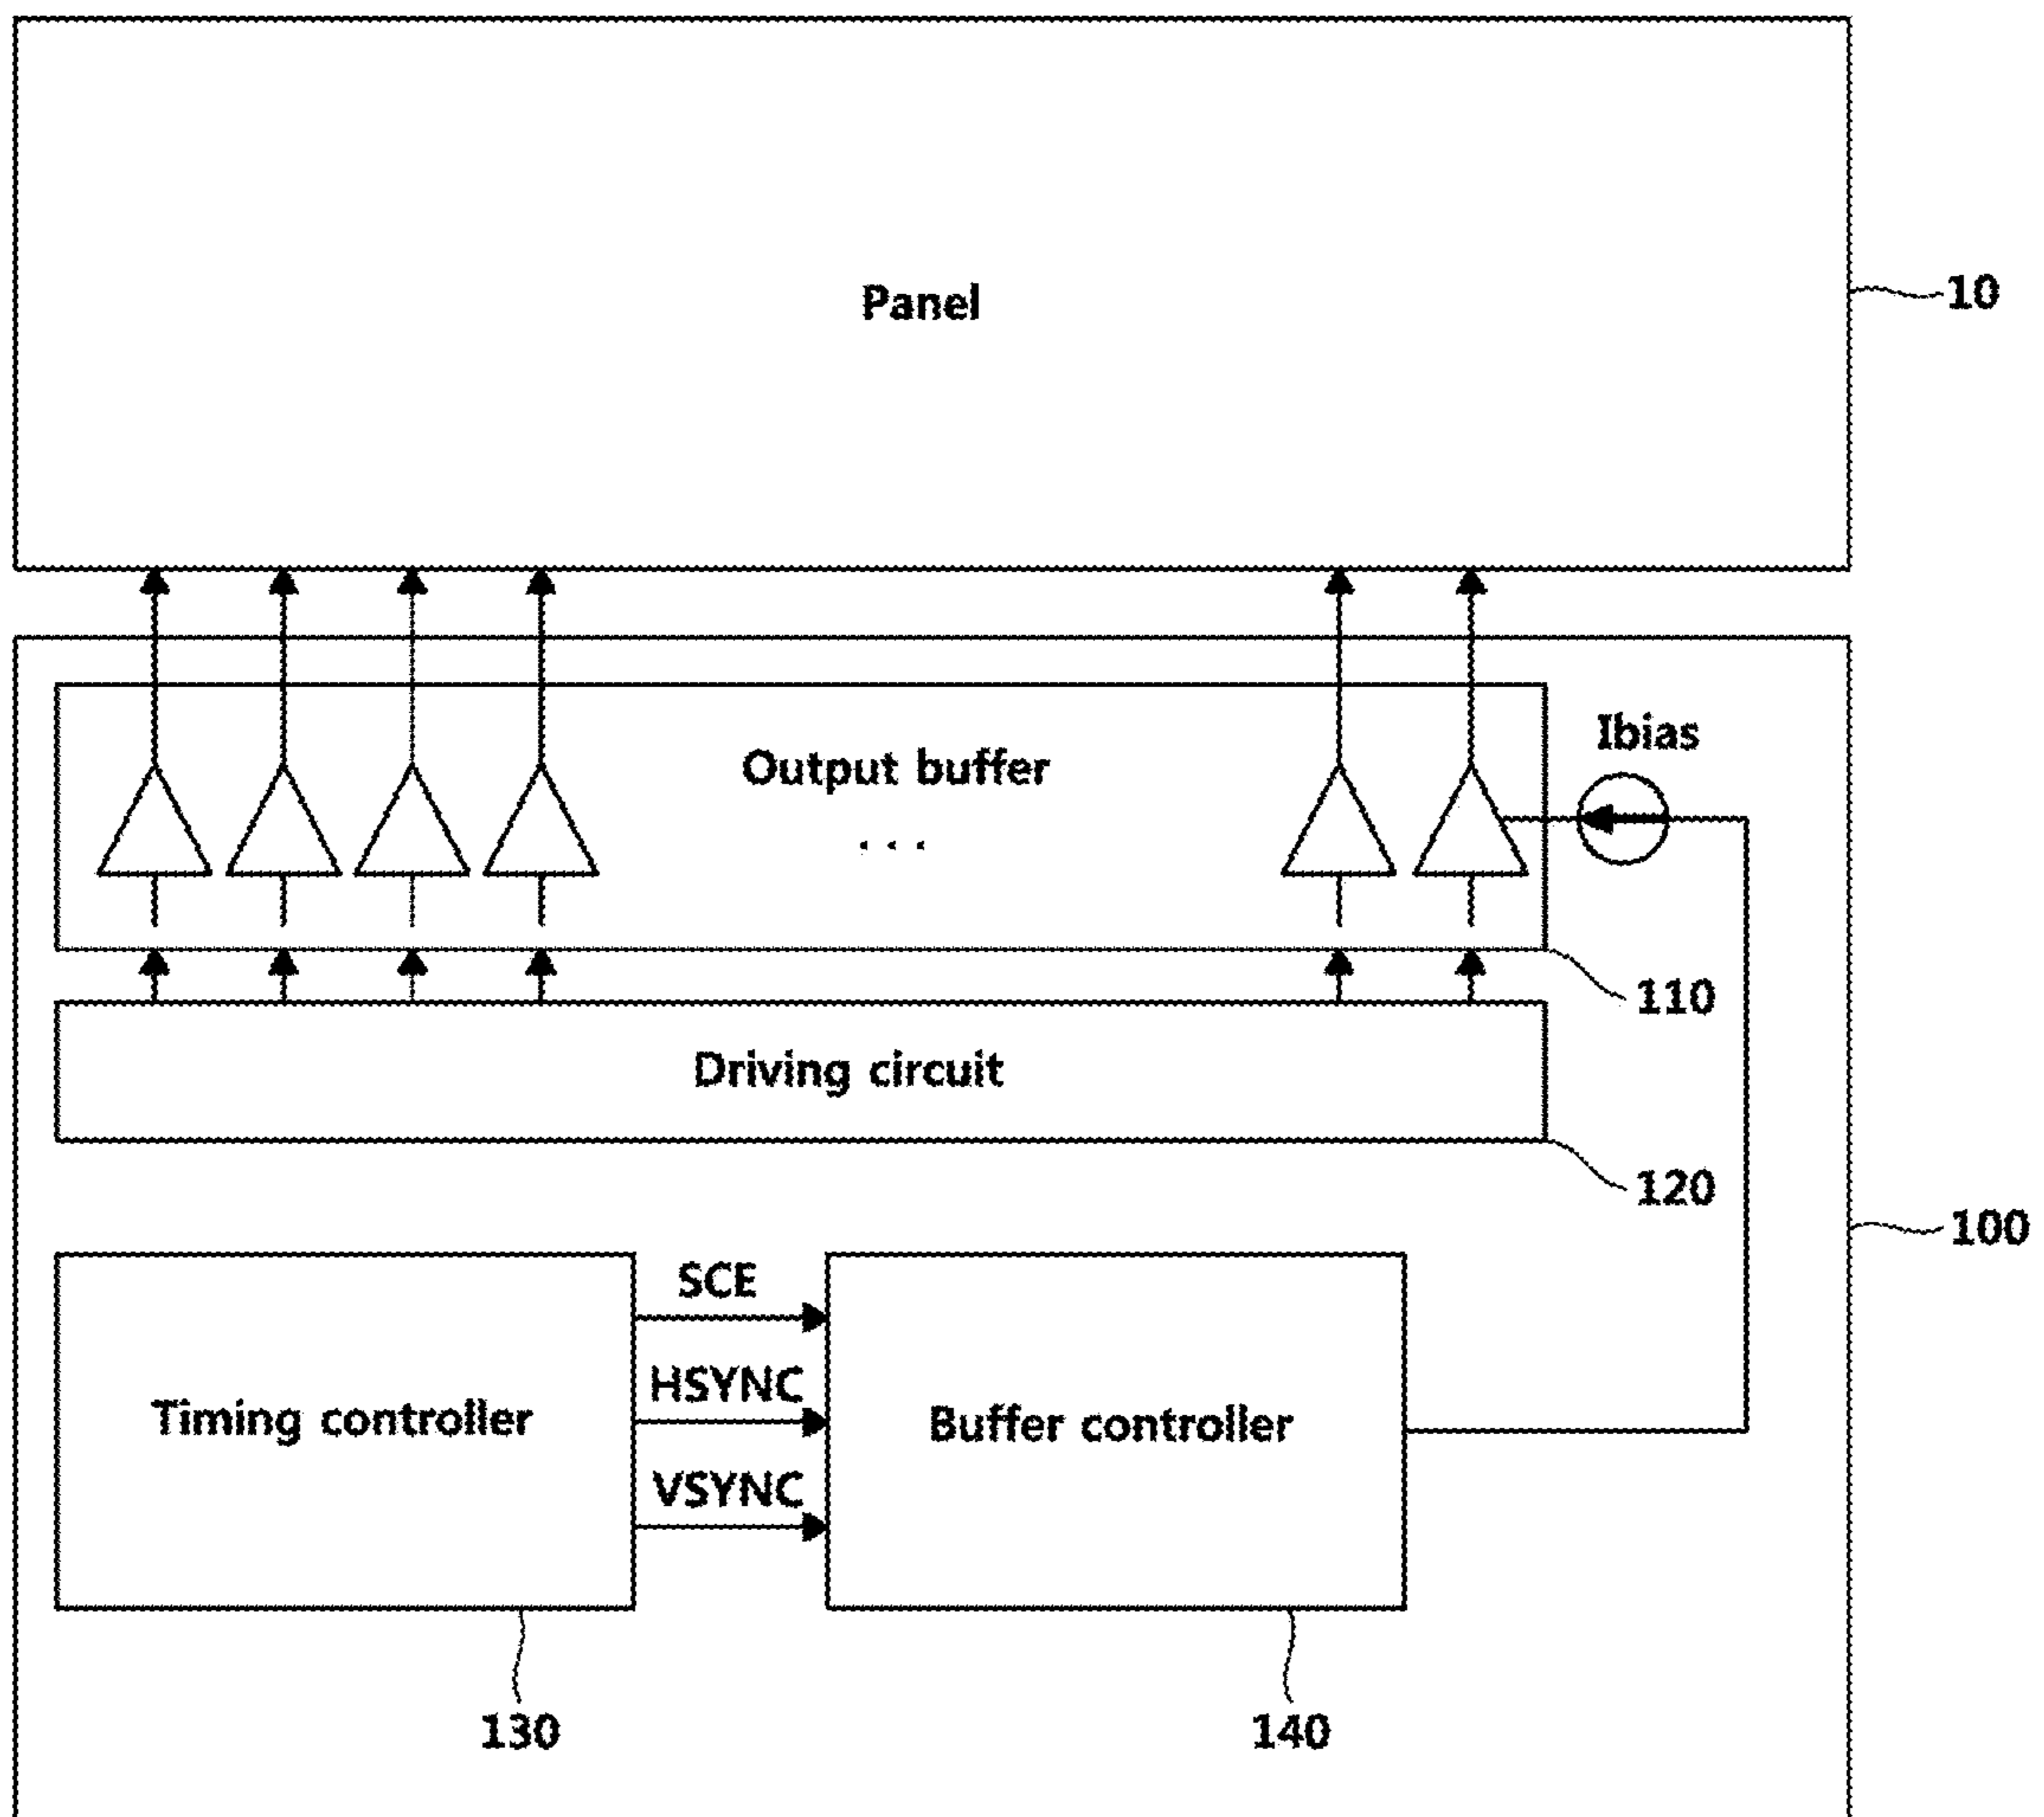 Panel
10
Output buffer
Ibias
. . .
110
Driving circuit
120
100
SCE
HSYNC
Timing controller
Buffer controller
VSYNC
130
140